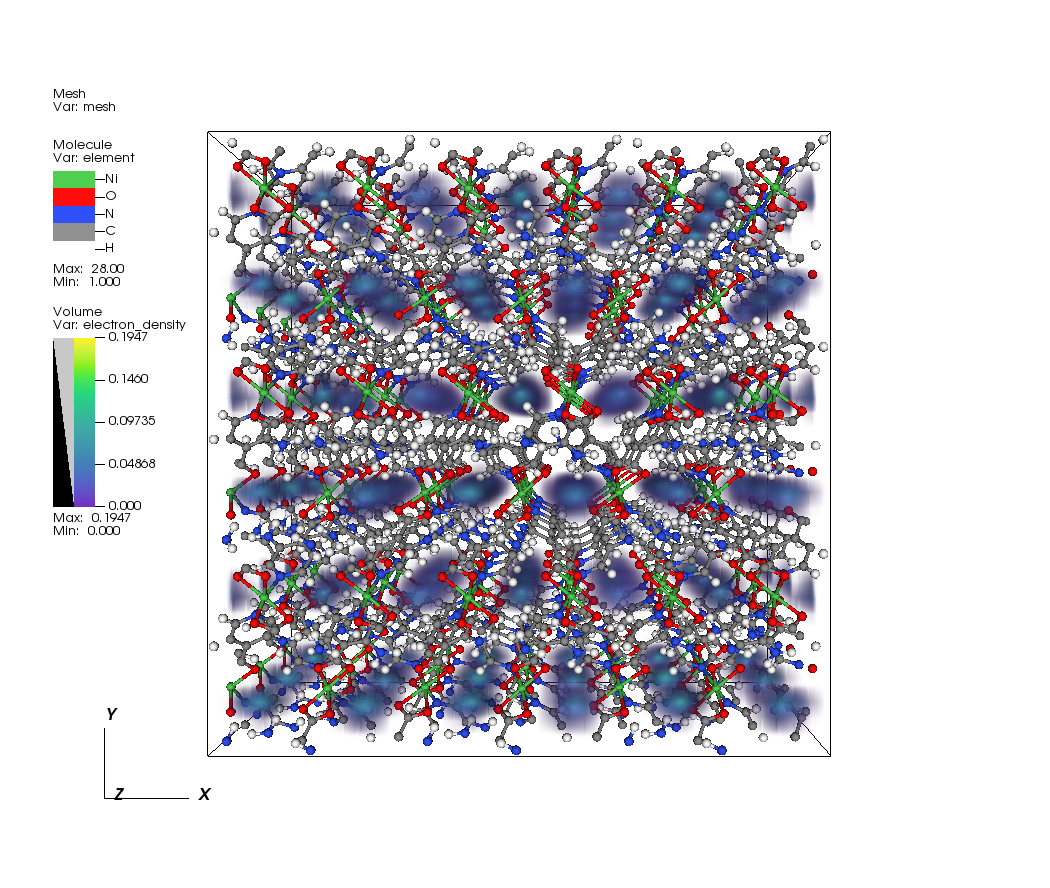 Mesh
Var: mesh
Molecule
Var: element
Ni
O
N
C
H
Max: 28.00
Min: 1.000
Volume
Var: electron_density
0.1947
0.1460
0.09735
0.04868
0.000
Max: 0.1947
Min: 0.000
Y
Z
X